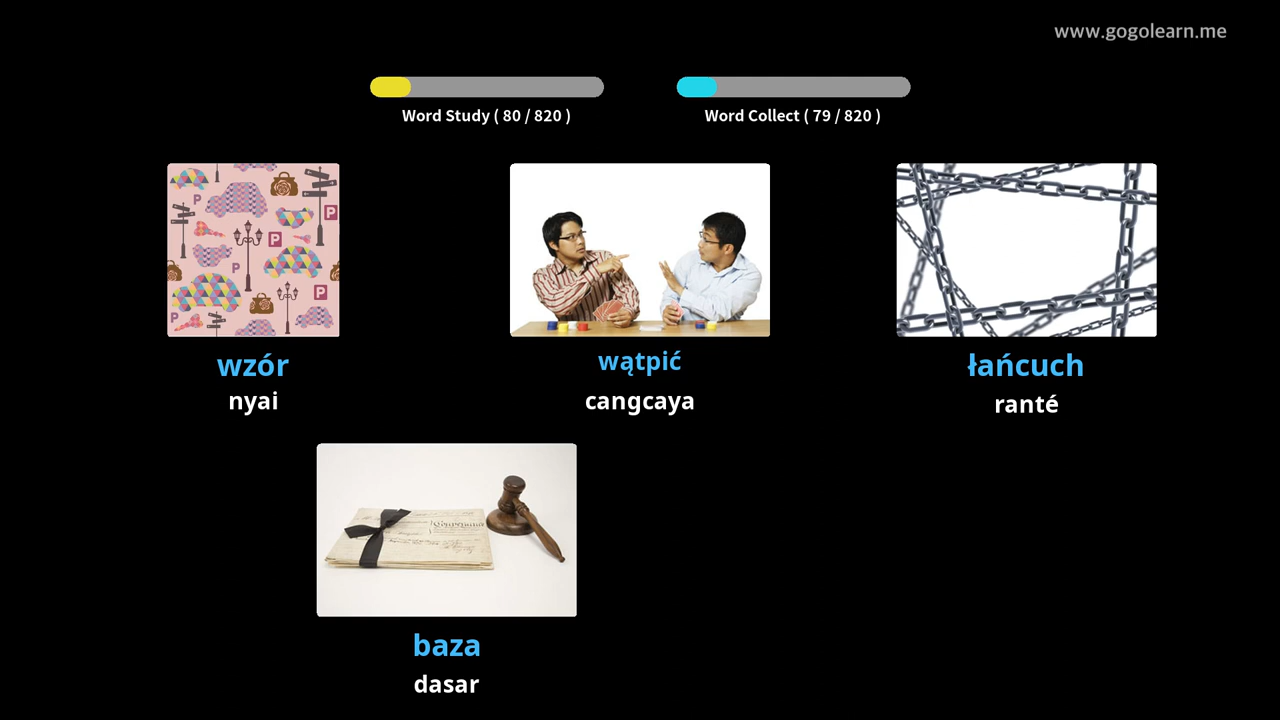 www.gogolearn.me
Word Study ( 80 / 820 )
Word Collect ( 79 / 820 )
P
P
P
P
P
P
wzór
nyai
wątpić
cangcaya
łańcuch
ranté
baza
dasar